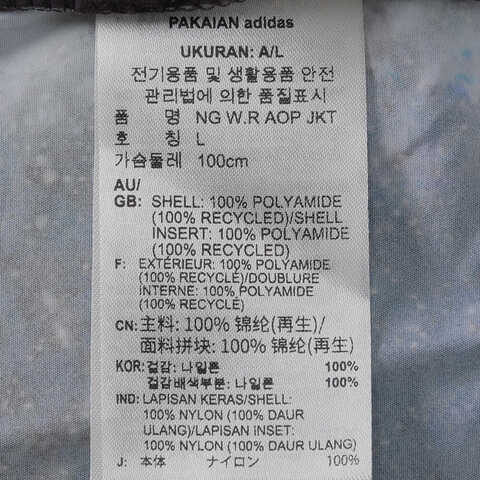 PAKAIAN adidas
UKURAN: A/L
전기용품 및 생활용품 안전
관리법에 의한 품질표시
품 명 NG W.R AOP JKT
호 칭 L
가슴둘레 100cm
AU/
GB: SHELL: 100% POLYAMIDE
(100% RECYCLED)/SHELL
INSERT: 100% POLYAMIDE
(100% RECYCLED)
F: EXTÉRIEUR: 100% POLYAMIDE
(100% RECYCLÉ)/DOUBLURE
INTERNE: 100% POLYAMIDE
(100% RECYCLÉ)
CN: 主料: 100% 锦纶(再生)/
面料拼块: 100% 锦纶(再生)
KOR: 겉감: 나일론 100%
겉감배색부분: 나일론 100%
IND: LAPISAN KERAS/SHELL:
100% NYLON (100% DAUR
ULANG)/LAPISAN INSET:
100% NYLON (100% DAUR ULANG)
J: 本体 ナイロン 100%